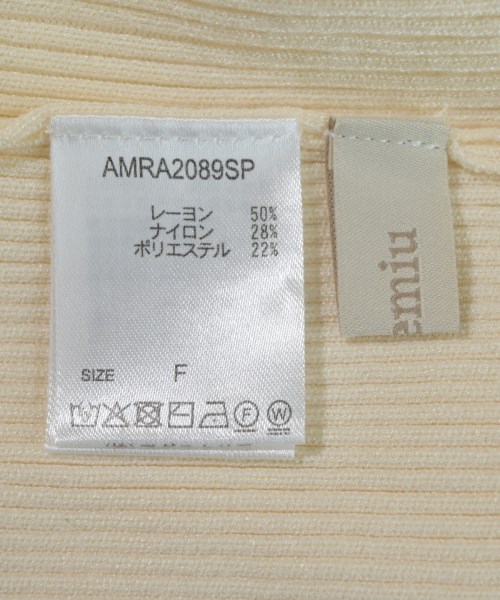 AMRA2089SP
レーヨン 50%
ナイロン 28%
ポリエステル 22%
SIZE F
F W
emiu